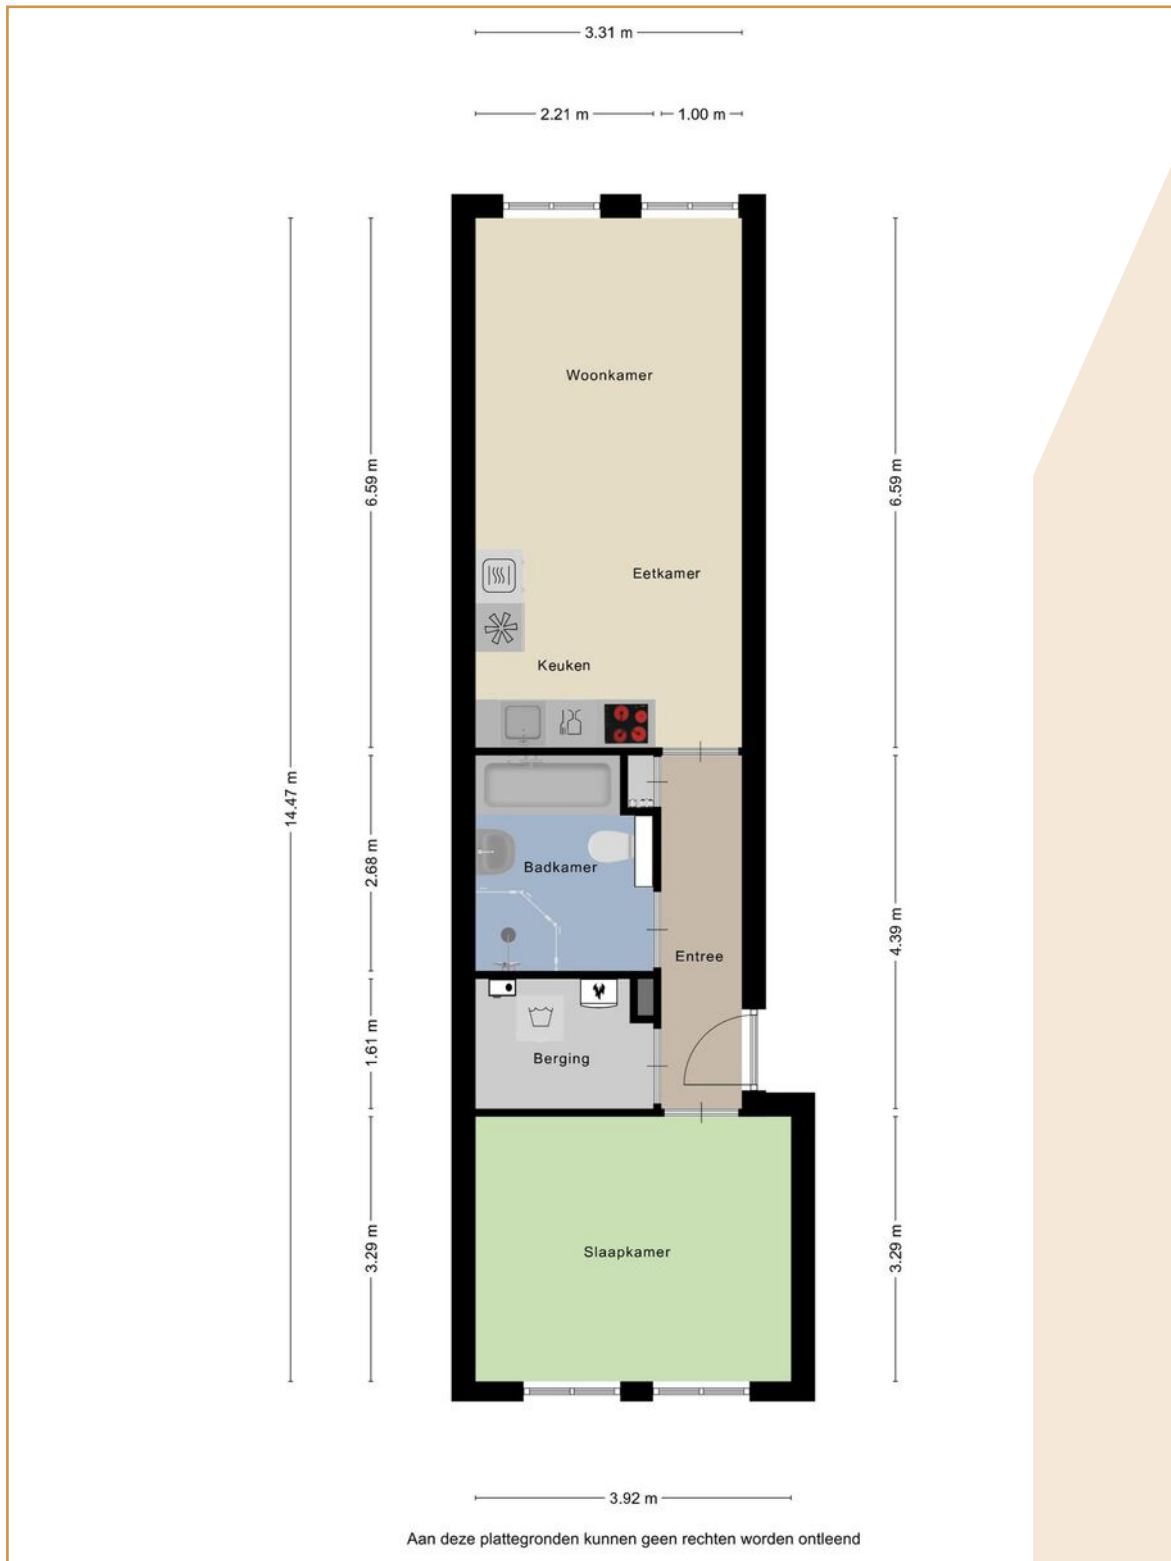 3.31 m
2.21 m
1.00 m
Woonkamer
6.59 m
6.59 m
Eetkamer
Keuken
14.47 m
2.68 m
Badkamer
4.39 m
Entree
1.61 m
Berging
3.29 m
Slaapkamer
3.29 m
3.92 m
Aan deze plattegronden kunnen geen rechten worden ontleend